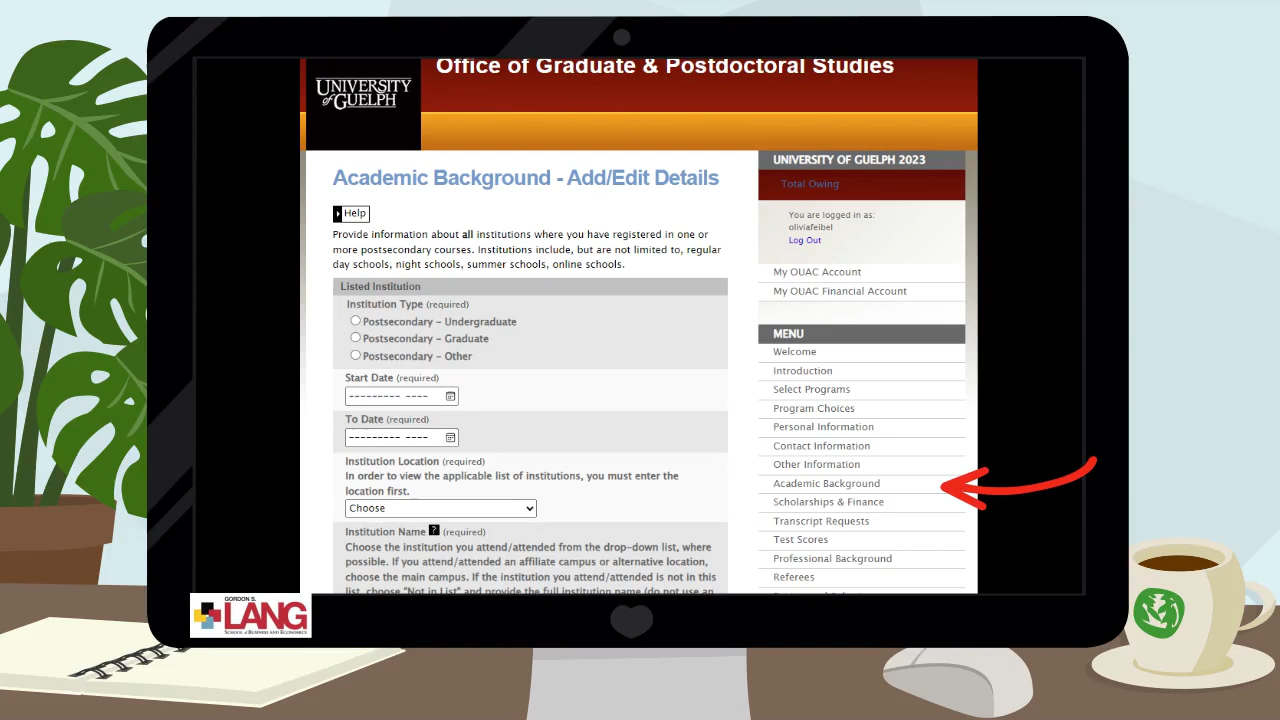 Office of Graduate & Postdoctoral Studies
UNIVERSITY
of GUELPH
Academic Background - Add/Edit Details
Help
Provide information about all institutions where you have registered in one or
more postsecondary courses. Institutions include, but are not limited to, regular
day schools, night schools, summer schools, online schools.
Listed Institution
Institution Type (required)
Postsecondary - Undergraduate
Postsecondary - Graduate
Postsecondary - Other
Start Date (required)
--------- ----
To Date (required)
--------- ----
Institution Location (required)
In order to view the applicable list of institutions, you must enter the
location first.
Choose
Institution Name ? (required)
Choose the institution you attend/attended from the drop-down list, where
possible. If you attend/attended an affiliate campus or alternative location,
choose the main campus. If the institution you attend/attended is not in this
list, choose "Not in List" and provide the full institution name (do not use an
UNIVERSITY OF GUELPH 2023
Total Owing
You are logged in as:
oliviafeibel
Log Out
My OUAC Account
My OUAC Financial Account
MENU
Welcome
Introduction
Select Programs
Program Choices
Personal Information
Contact Information
Other Information
Academic Background
Scholarships & Finance
Transcript Requests
Test Scores
Professional Background
Referees
GORDON S.
LANG
SCHOOL of BUSINESS AND ECONOMICS